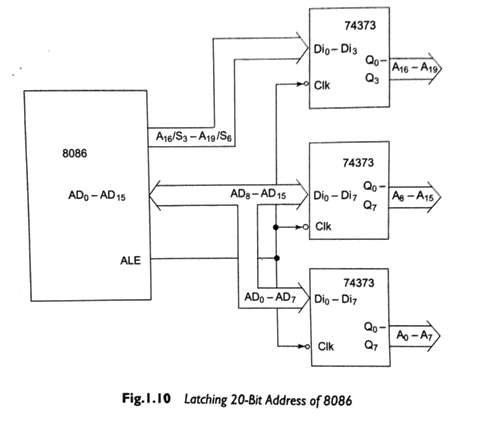 74373
Di0 – Di3
Q0 –
Q3
A16 – A19
Clk
A16/S3 – A19/S6
8086
74373
AD0 – AD15
AD8 – AD15
Di0 – Di7
Q0 –
Q7
A8 – A15
Clk
ALE
74373
AD0 – AD7
Di0 – Di7
Q0 –
Q7
A0 – A7
Clk
Fig.1.10 Latching 20-Bit Address of 8086